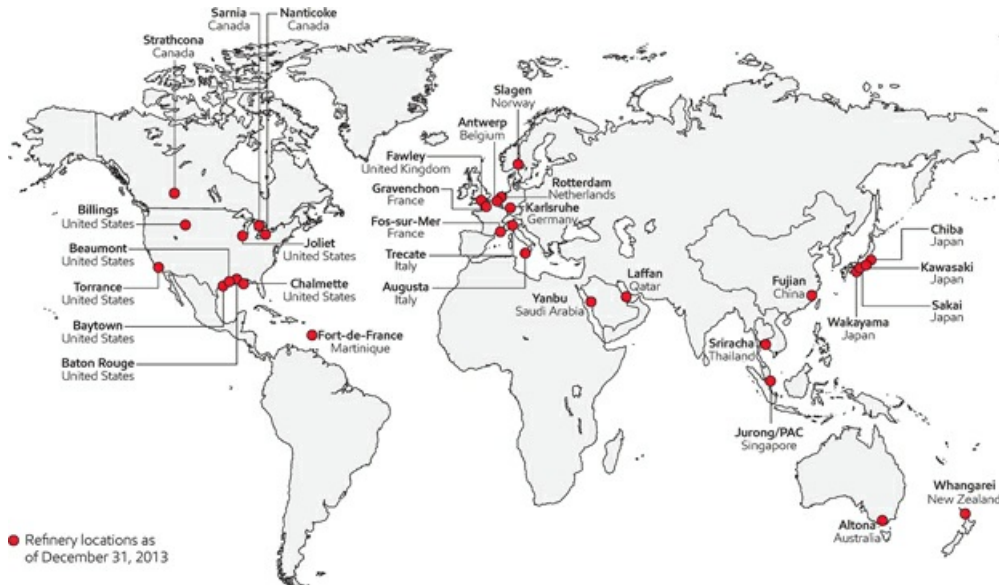 Sarnia
Canada
Nanticoke
Canada
Strathcona
Canada
Billings
United States
Beaumont
United States
Torrance
United States
Baytown
United States
Baton Rouge
United States
Joliet
United States
Chalmette
United States
Fort-de-France
Martinique
Slagen
Norway
Antwerp
Belgium
Fawley
United Kingdom
Gravenchon
France
Fos-sur-Mer
France
Trecate
Italy
Augusta
Italy
Rotterdam
Netherlands
Karlsruhe
Germany
Laffan
Qatar
Yanbu
Saudi Arabia
Fujian
China
Sriracha
Thailand
Jurong/PAC
Singapore
Chiba
Japan
Kawasaki
Japan
Sakai
Japan
Wakayama
Japan
Whangarei
New Zealand
Altona
Australia
Refinery locations as
of December 31, 2013